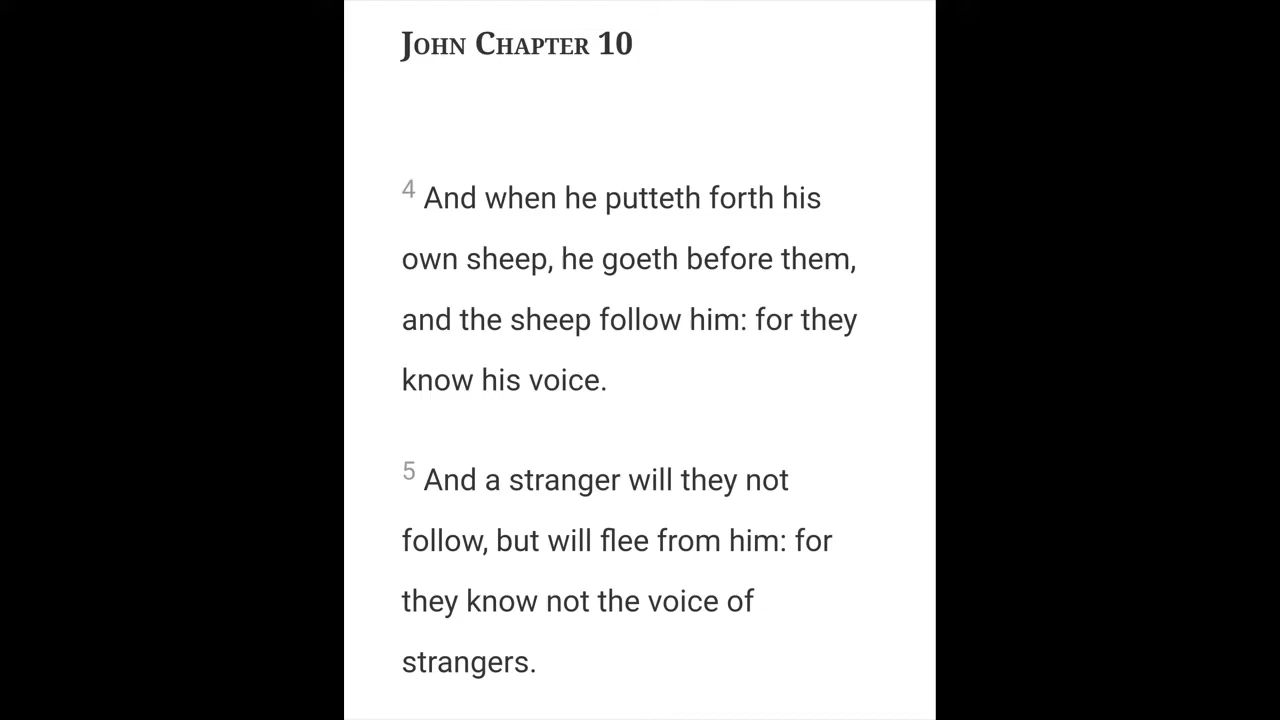 John Chapter 10
4 And when he putteth forth his
own sheep, he goeth before them,
and the sheep follow him: for they
know his voice.
5 And a stranger will they not
follow, but will flee from him: for
they know not the voice of
strangers.